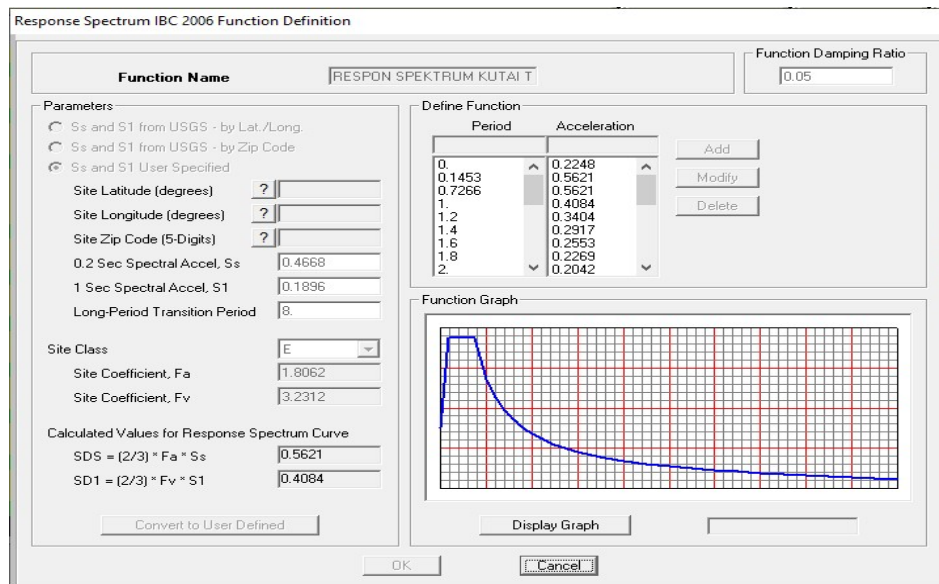 Response Spectrum IBC 2006 Function Definition
Function Name
RESPON SPEKTRUM KUTAI T
Function Damping Ratio
0.05
Parameters
Ss and S1 from USGS - by Lat./Long.
Ss and S1 from USGS - by Zip Code
Ss and S1 User Specified
Site Latitude (degrees) ?
Site Longitude (degrees) ?
Site Zip Code (5-Digits) ?
0.2 Sec Spectral Accel, Ss 0.4668
1 Sec Spectral Accel, S1 0.1896
Long-Period Transition Period 8.
Site Class E
Site Coefficient, Fa 1.8062
Site Coefficient, Fv 3.2312
Calculated Values for Response Spectrum Curve
SDS = (2/3) * Fa * Ss 0.5621
SD1 = (2/3) * Fv * S1 0.4084
Convert to User Defined
Define Function
Period Acceleration
0. 0.2248
0.1453 0.5621
0.7266 0.5621
1. 0.4084
1.2 0.3404
1.4 0.2917
1.6 0.2553
1.8 0.2269
2. 0.2042
Add
Modify
Delete
Function Graph
Display Graph
OK
Cancel